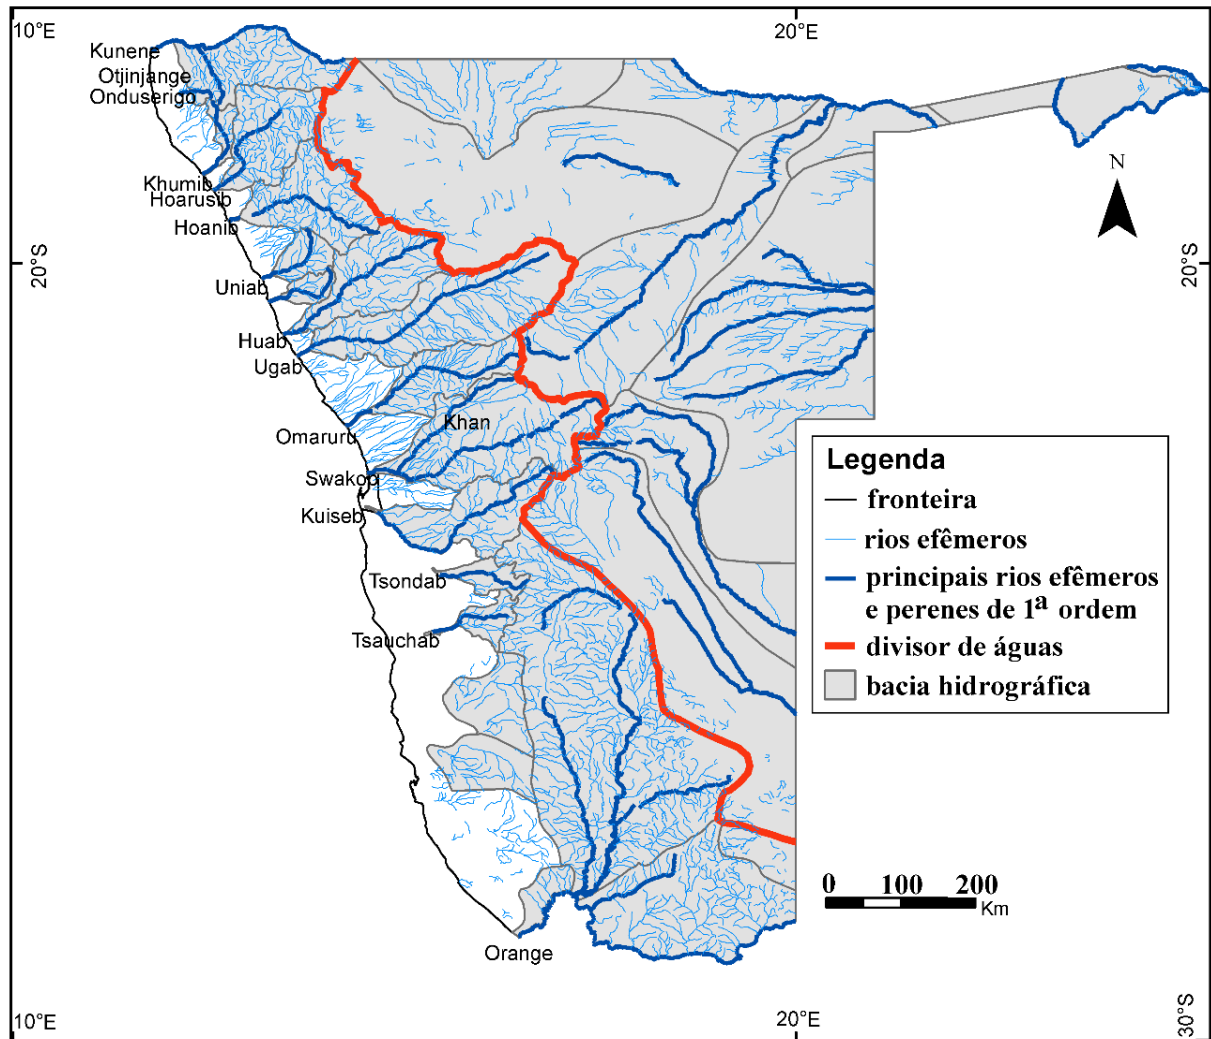 10°E
20°E
Kunene
Otjinjange
Onduserigo
N
Khumib
Hoarusib
Hoanib
20°S
20°S
Uniab
Huab
Ugab
Khan
Omaruru
Swakop
Kuiseb
Tsondab
Tsauchab
Orange
Legenda
fronteira
rios efêmeros
principais rios efêmeros
e perenes de 1ª ordem
divisor de águas
bacia hidrográfica
0 100 200
Km
10°E
20°E
30°S